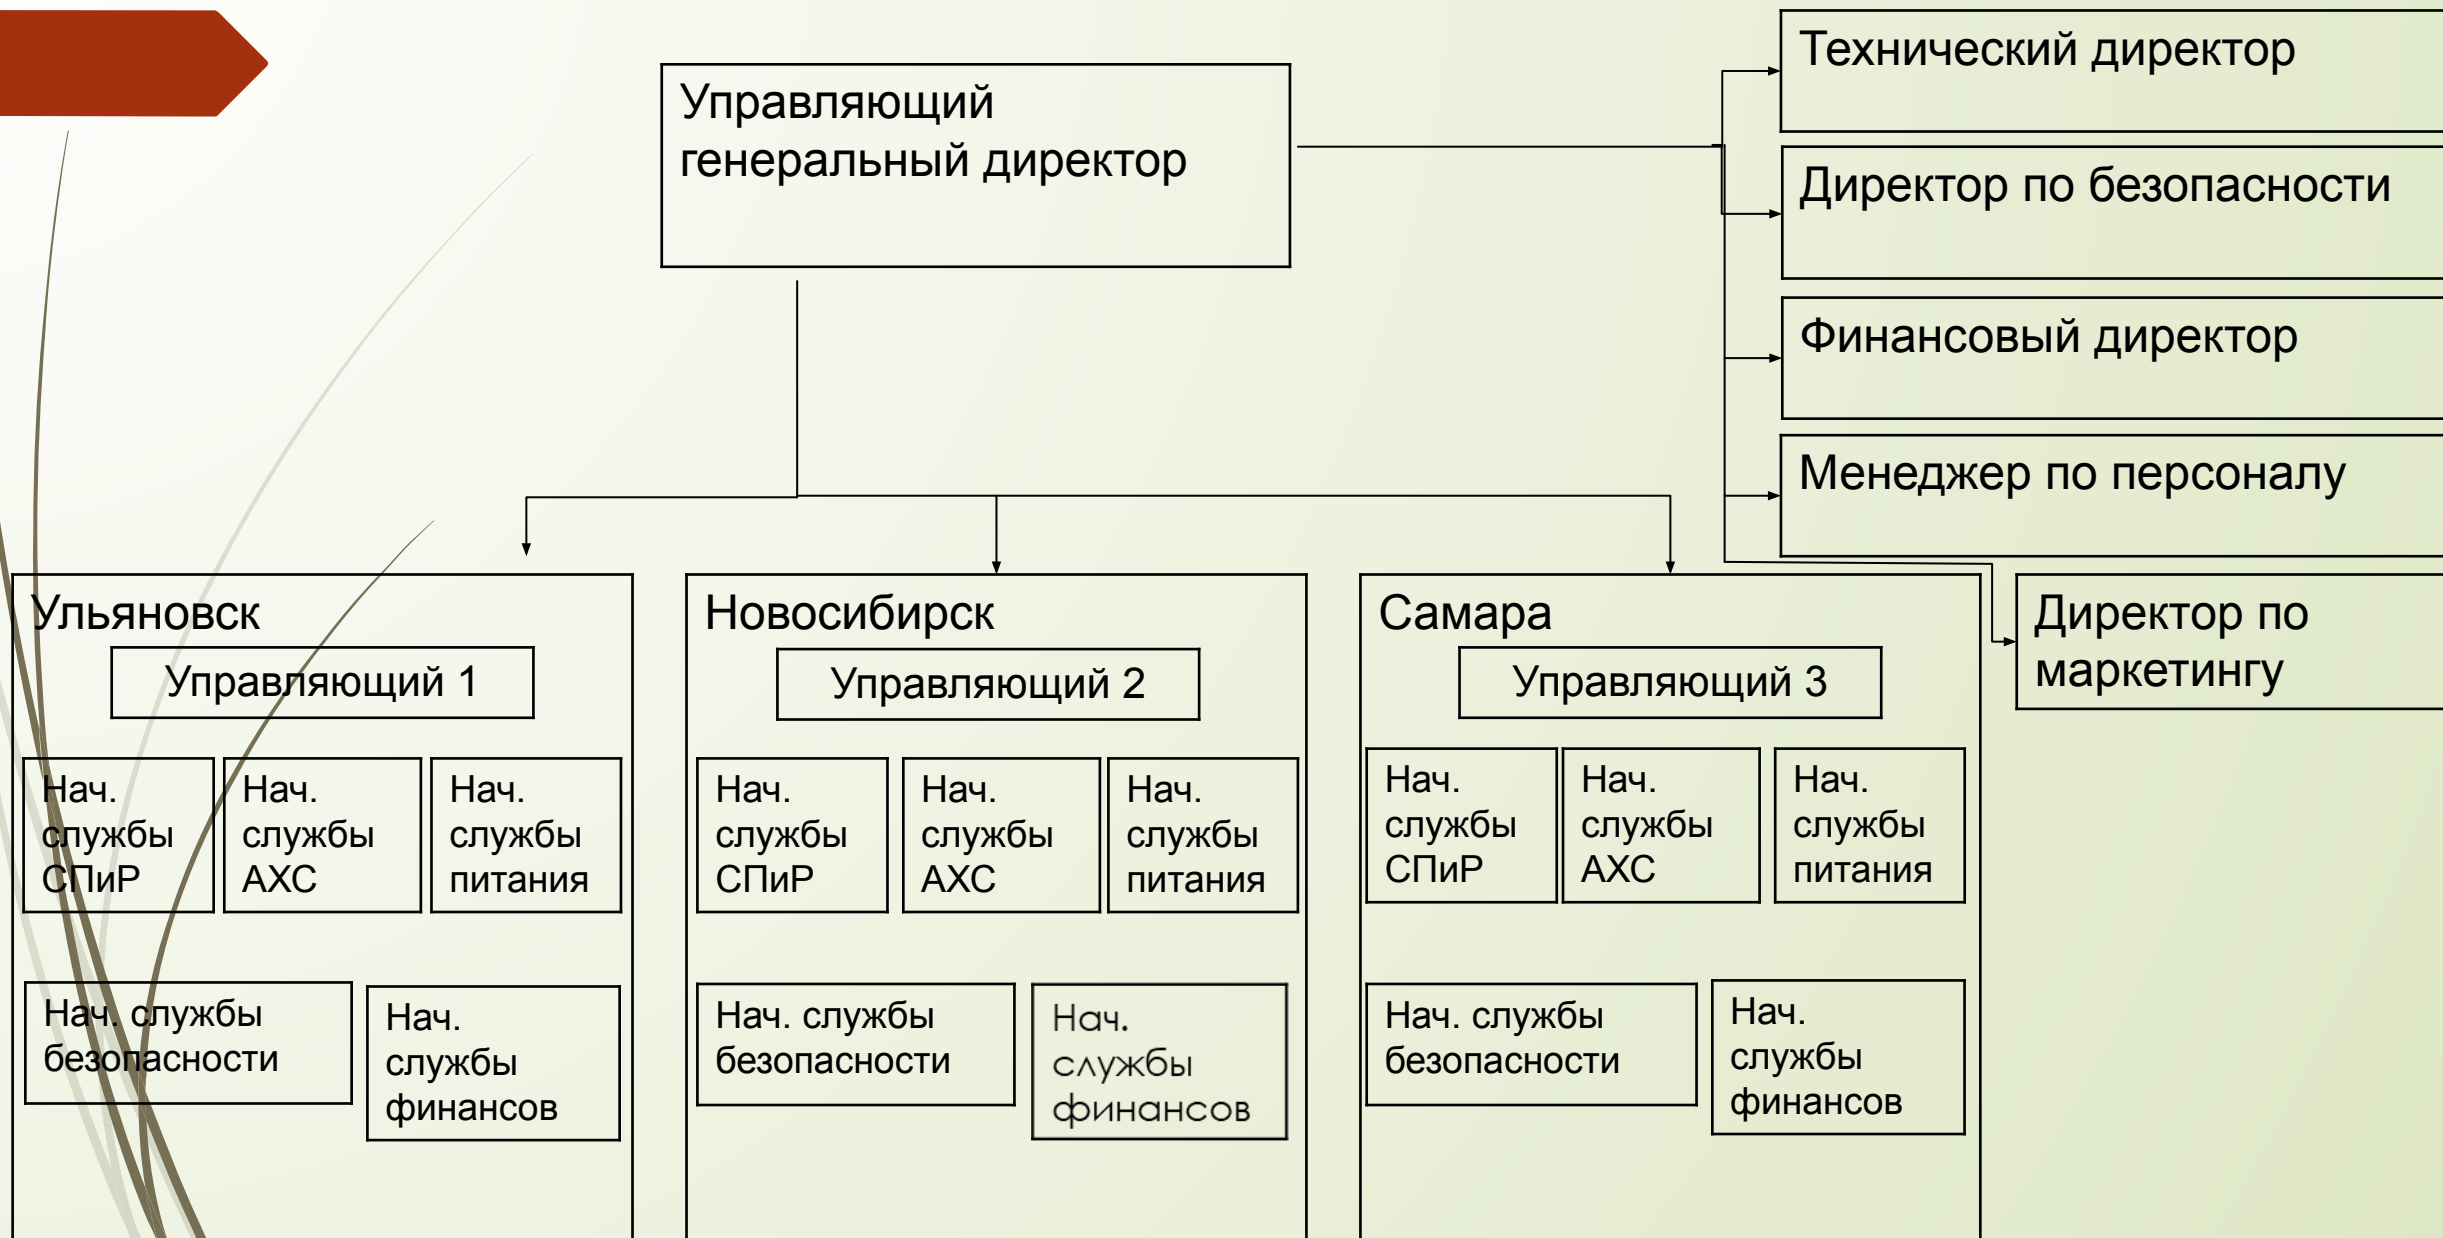 Управляющий
генеральный директор
Технический директор
Директор по безопасности
Финансовый директор
Менеджер по персоналу
Директор по
маркетингу
Ульяновск
Управляющий 1
Нач.
службы
СПиР
Нач.
службы
АХС
Нач.
службы
питания
Нач. службы
безопасности
Нач.
службы
финансов
Новосибирск
Управляющий 2
Нач.
службы
СПиР
Нач.
службы
АХС
Нач.
службы
питания
Нач. службы
безопасности
Нач.
службы
финансов
Самара
Управляющий 3
Нач.
службы
СПиР
Нач.
службы
АХС
Нач.
службы
питания
Нач. службы
безопасности
Нач.
службы
финансов